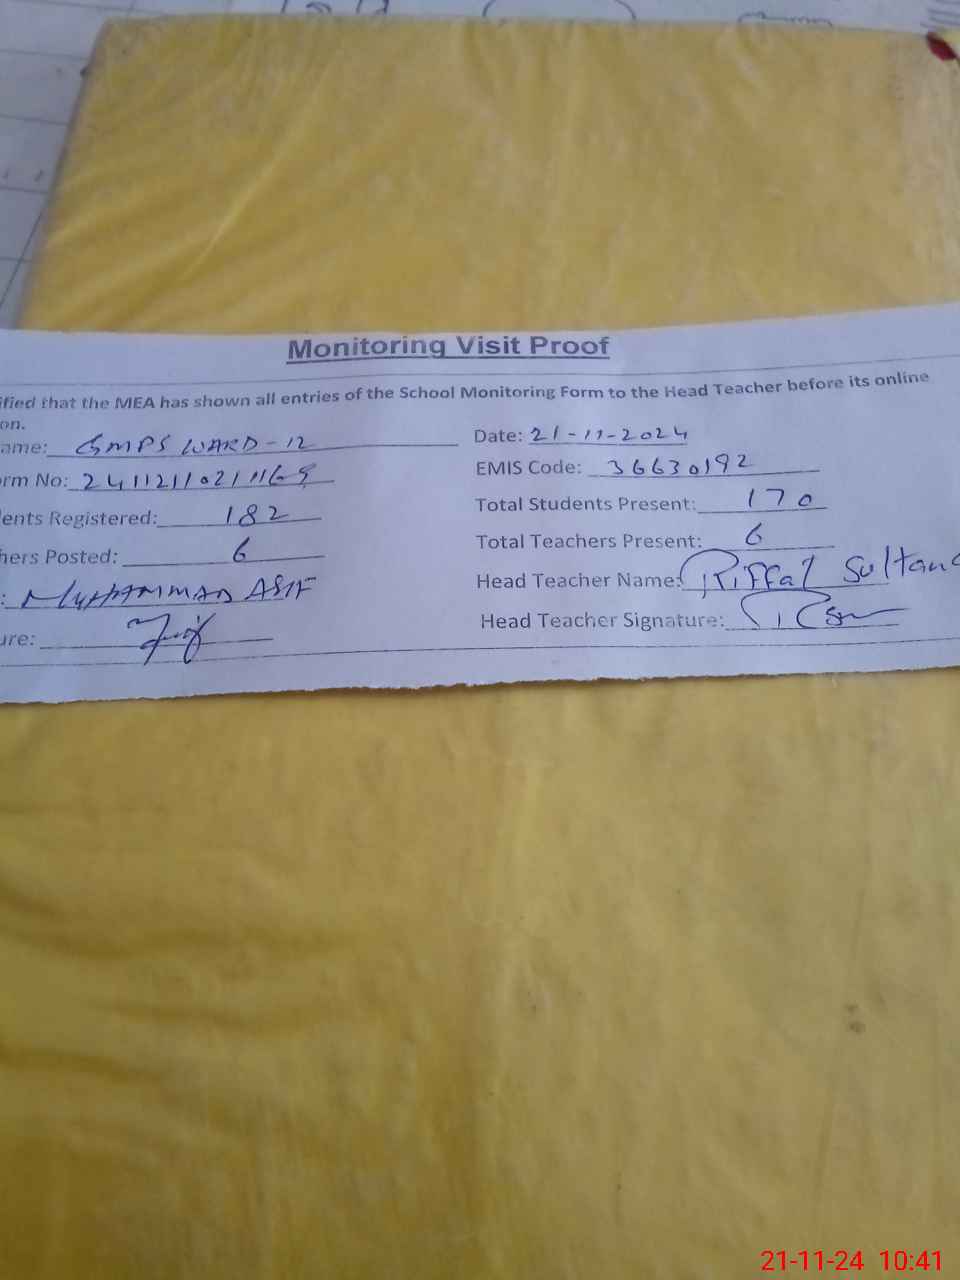 Monitoring Visit Proof
ified that the MEA has shown all entries of the School Monitoring Form to the Head Teacher before its online
on.
ame: GMPS WARD-12 Date: 21-11-2024
rm No: EMIS Code: 36630192
ents Registered: 182 Total Students Present: 170
hers Posted: 6 Total Teachers Present: 6
: MUHAMMAD ASIF Head Teacher Name: Riffat Sultana
ure: Head Teacher Signature:
21-11-24 10:41